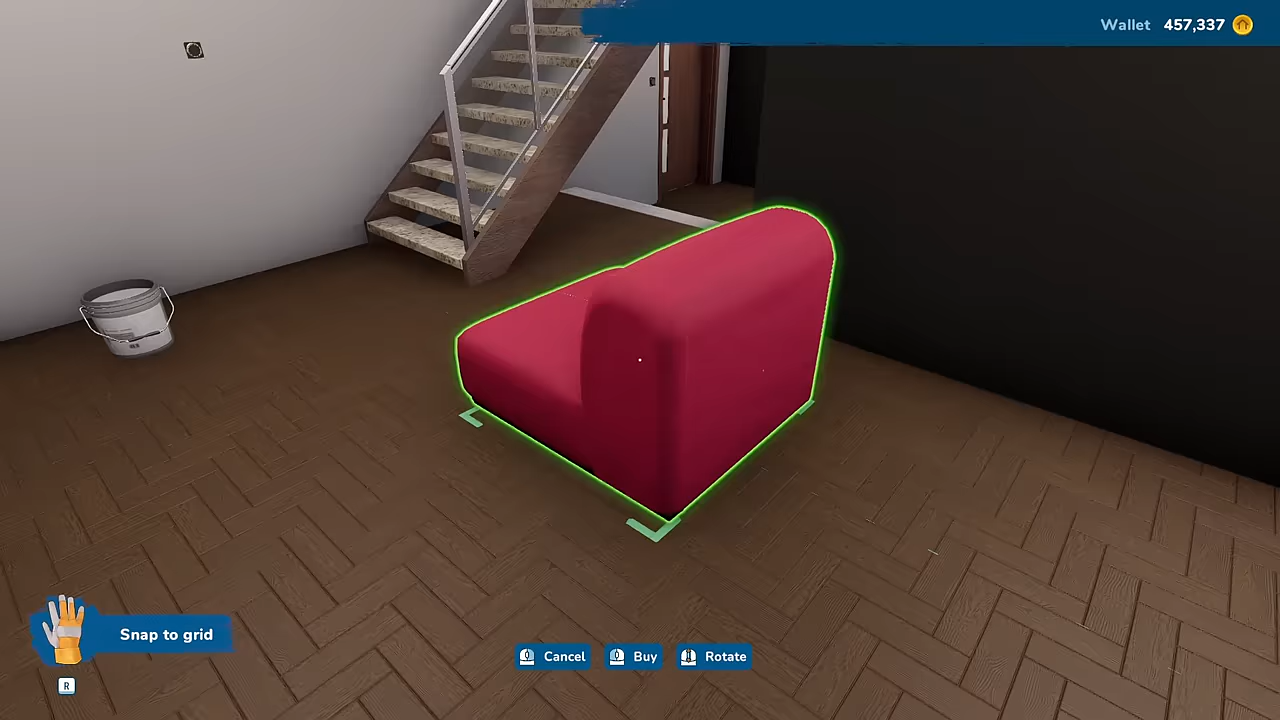 Wallet 457,337
Snap to grid
R
Cancel
Buy
Rotate